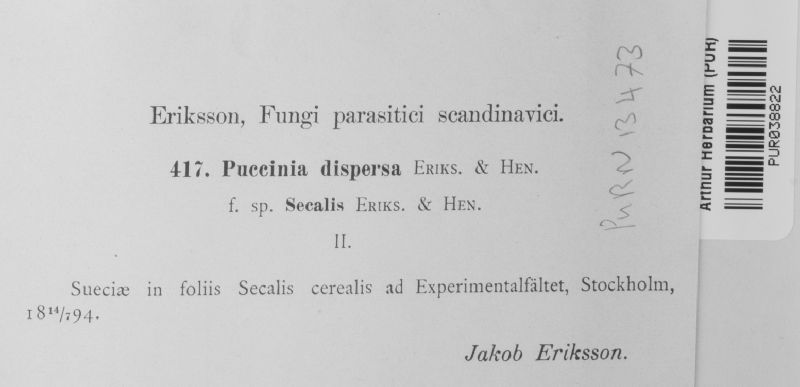 Eriksson, Fungi parasitici scandinavici.
417. Puccinia dispersa ERIKS. & HEN.
f. sp. Secalis ERIKS. & HEN.
II.
Sueciæ in foliis Secalis cerealis ad Experimentalfältet, Stockholm,
18¹⁴/₇94.
Jakob Eriksson.
PURN 13473
Arthur Herbarium (PUR)
PUR038822